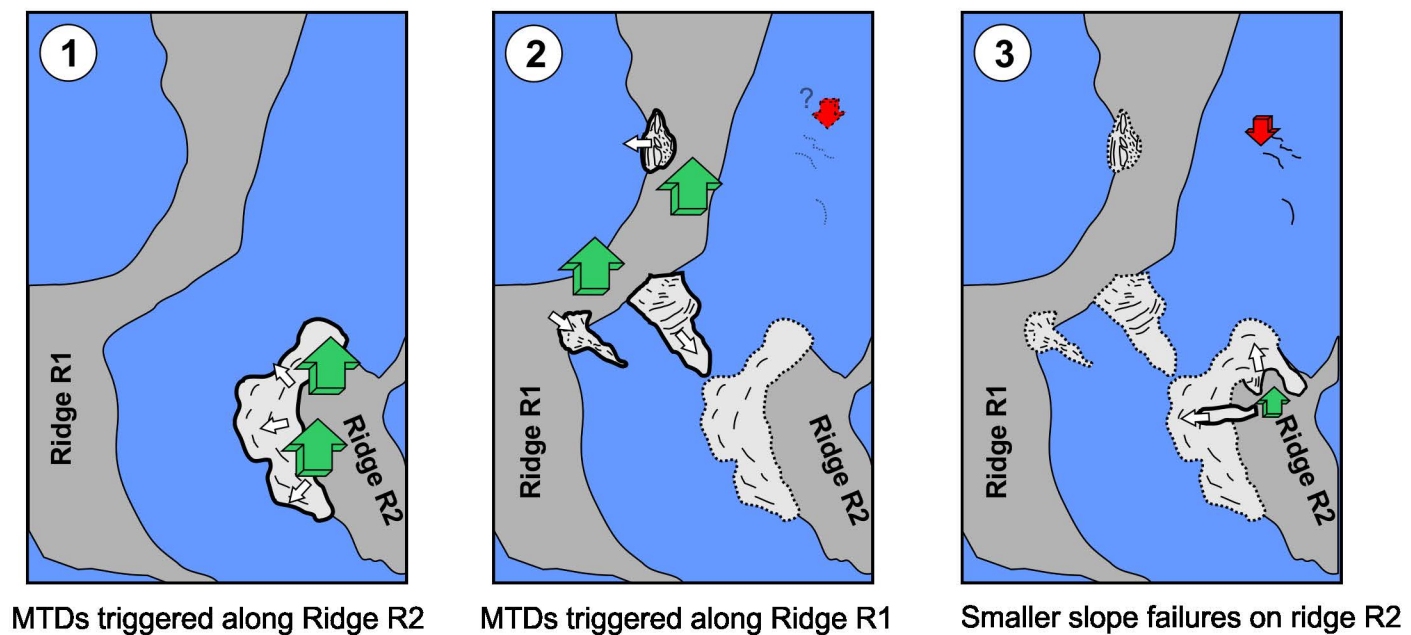 1
2
3
?
Ridge R1
Ridge R2
Ridge R1
Ridge R2
Ridge R1
Ridge R2
MTDs triggered along Ridge R2
MTDs triggered along Ridge R1
Smaller slope failures on ridge R2